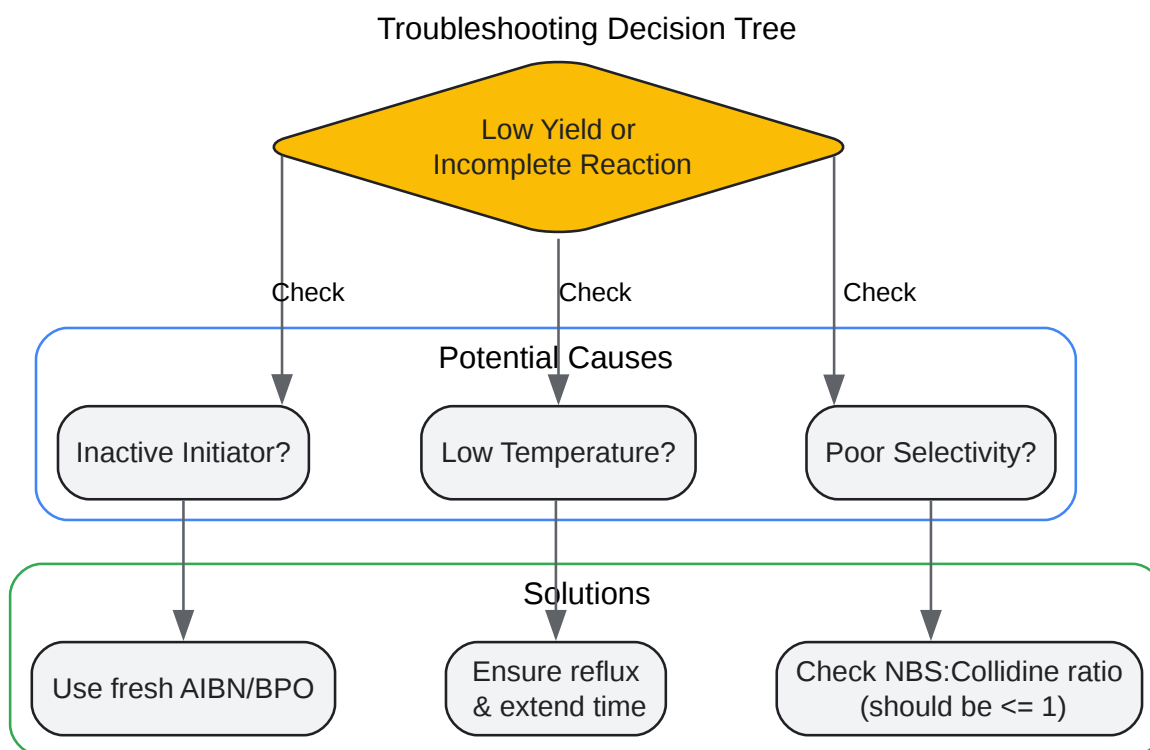 Troubleshooting Decision Tree
Low Yield or
Incomplete Reaction
Check
Check
Check
Potential Causes
Inactive Initiator?
Low Temperature?
Poor Selectivity?
Solutions
Use fresh AIBN/BPO
Ensure reflux
& extend time
Check NBS:Collidine ratio
(should be <= 1)